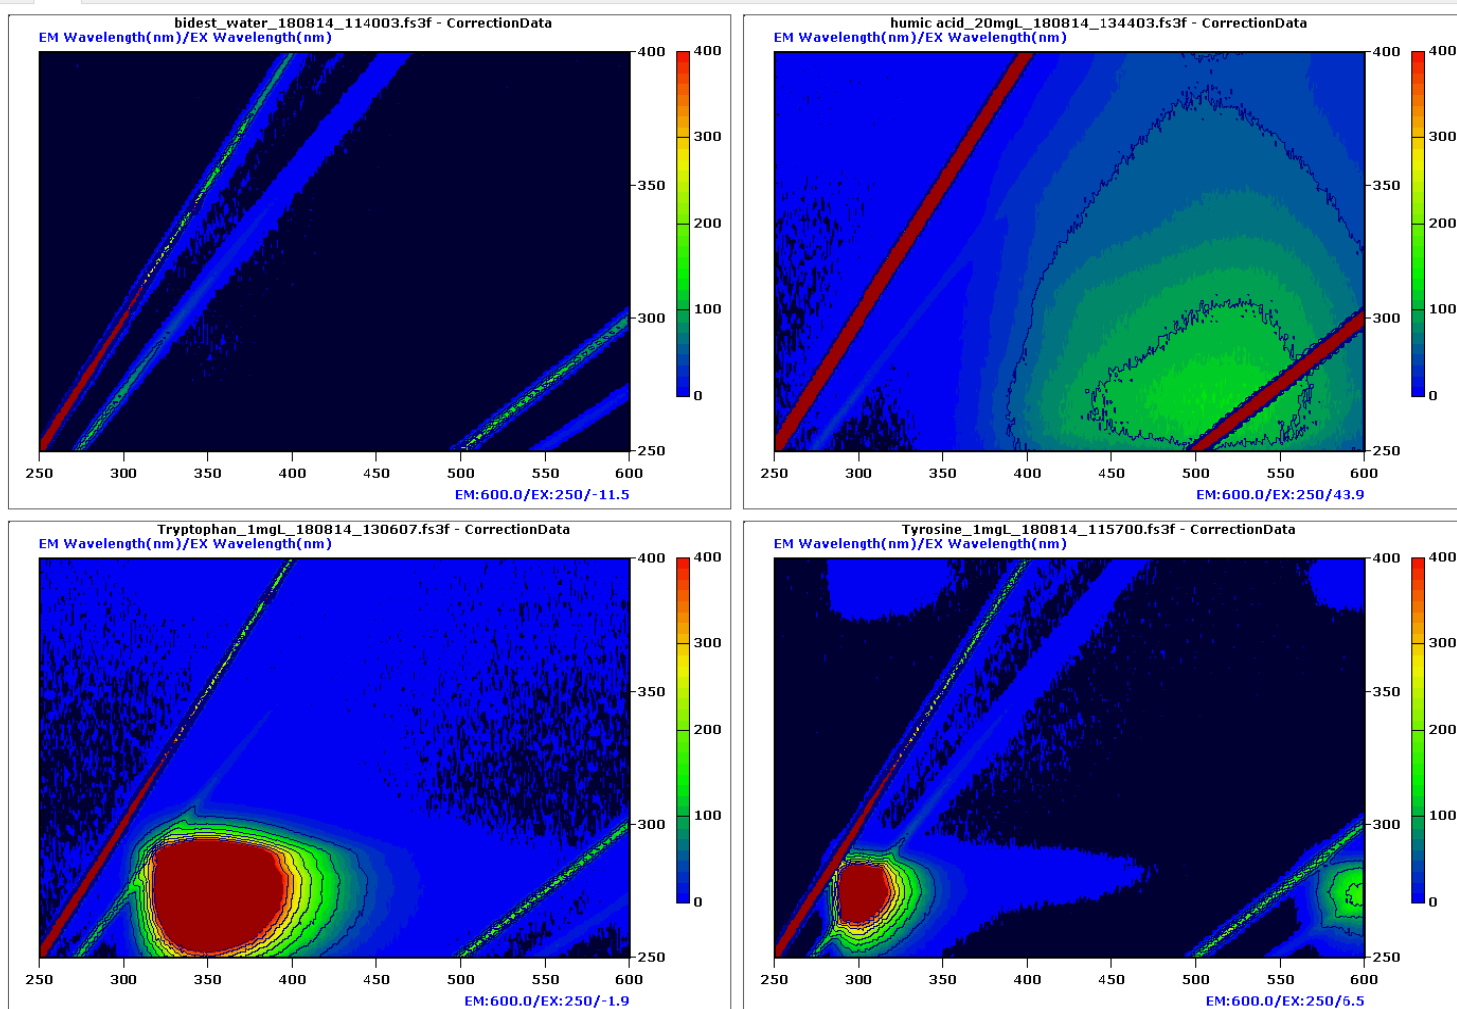 bidest_water_180814_114003.fs3f - CorrectionData
EM Wavelength(nm)/EX Wavelength(nm)
400
350
300
250
250 300 350 400 450 500 550 600
400
300
200
100
0
EM:600.0/EX:250/-11.5
humic acid_20mgL_180814_134403.fs3f - CorrectionData
EM Wavelength(nm)/EX Wavelength(nm)
400
350
300
250
250 300 350 400 450 500 550 600
400
300
200
100
0
EM:600.0/EX:250/43.9
Tryptophan_1mgL_180814_130607.fs3f - CorrectionData
EM Wavelength(nm)/EX Wavelength(nm)
400
350
300
250
250 300 350 400 450 500 550 600
400
300
200
100
0
EM:600.0/EX:250/-1.9
Tyrosine_1mgL_180814_115700.fs3f - CorrectionData
EM Wavelength(nm)/EX Wavelength(nm)
400
350
300
250
250 300 350 400 450 500 550 600
400
300
200
100
0
EM:600.0/EX:250/6.5